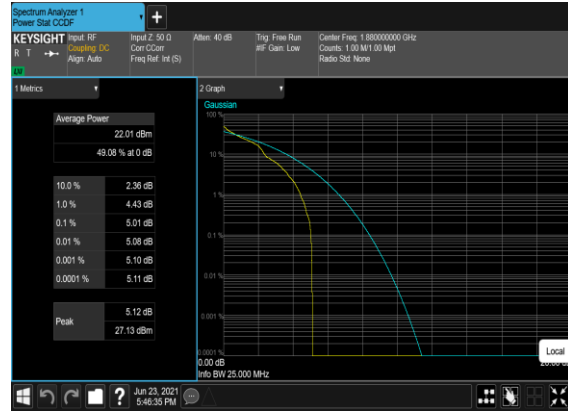 Spectrum Analyzer 1
Power Stat CCDF
+
KEYSIGHT
R T
LU
Input: RF
Coupling: DC
Align: Auto
Input Z: 50 Ω
Corr CCorr
Freq Ref: Int (S)
Atten: 40 dB
Trig: Free Run
#IF Gain: Low
Center Freq: 1.880000000 GHz
Counts: 1.00 M/1.00 Mpt
Radio Std: None
1 Metrics
Average Power
22.01 dBm
49.08 % at 0 dB
10.0 % 2.36 dB
1.0 % 4.43 dB
0.1 % 5.01 dB
0.01 % 5.08 dB
0.001 % 5.10 dB
0.0001 % 5.11 dB
Peak 5.12 dB
27.13 dBm
2 Graph
Gaussian
100 %
10 %
1 %
0.1 %
0.01 %
0.001 %
0.0001 %
0.00 dB
Info BW 25.000 MHz
Local
?
Jun 23, 2021
5:46:35 PM